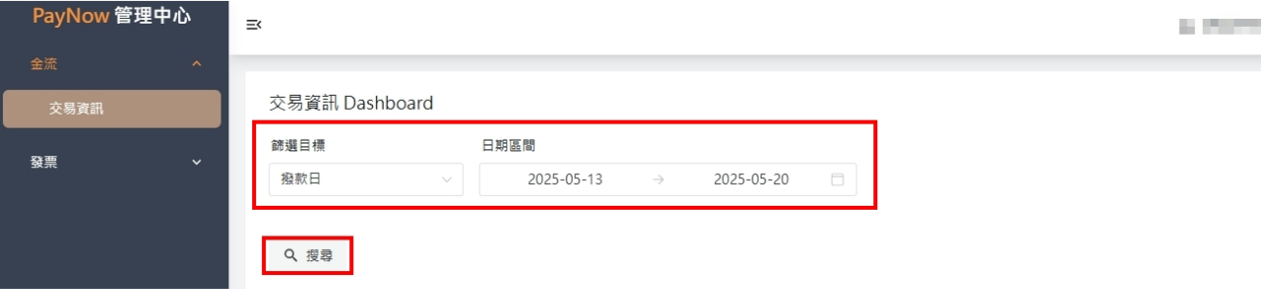 PayNow 管理中心
金流
交易資訊
發票
交易資訊 Dashboard
篩選目標
日期區間
撥款日
2025-05-13 → 2025-05-20
搜尋